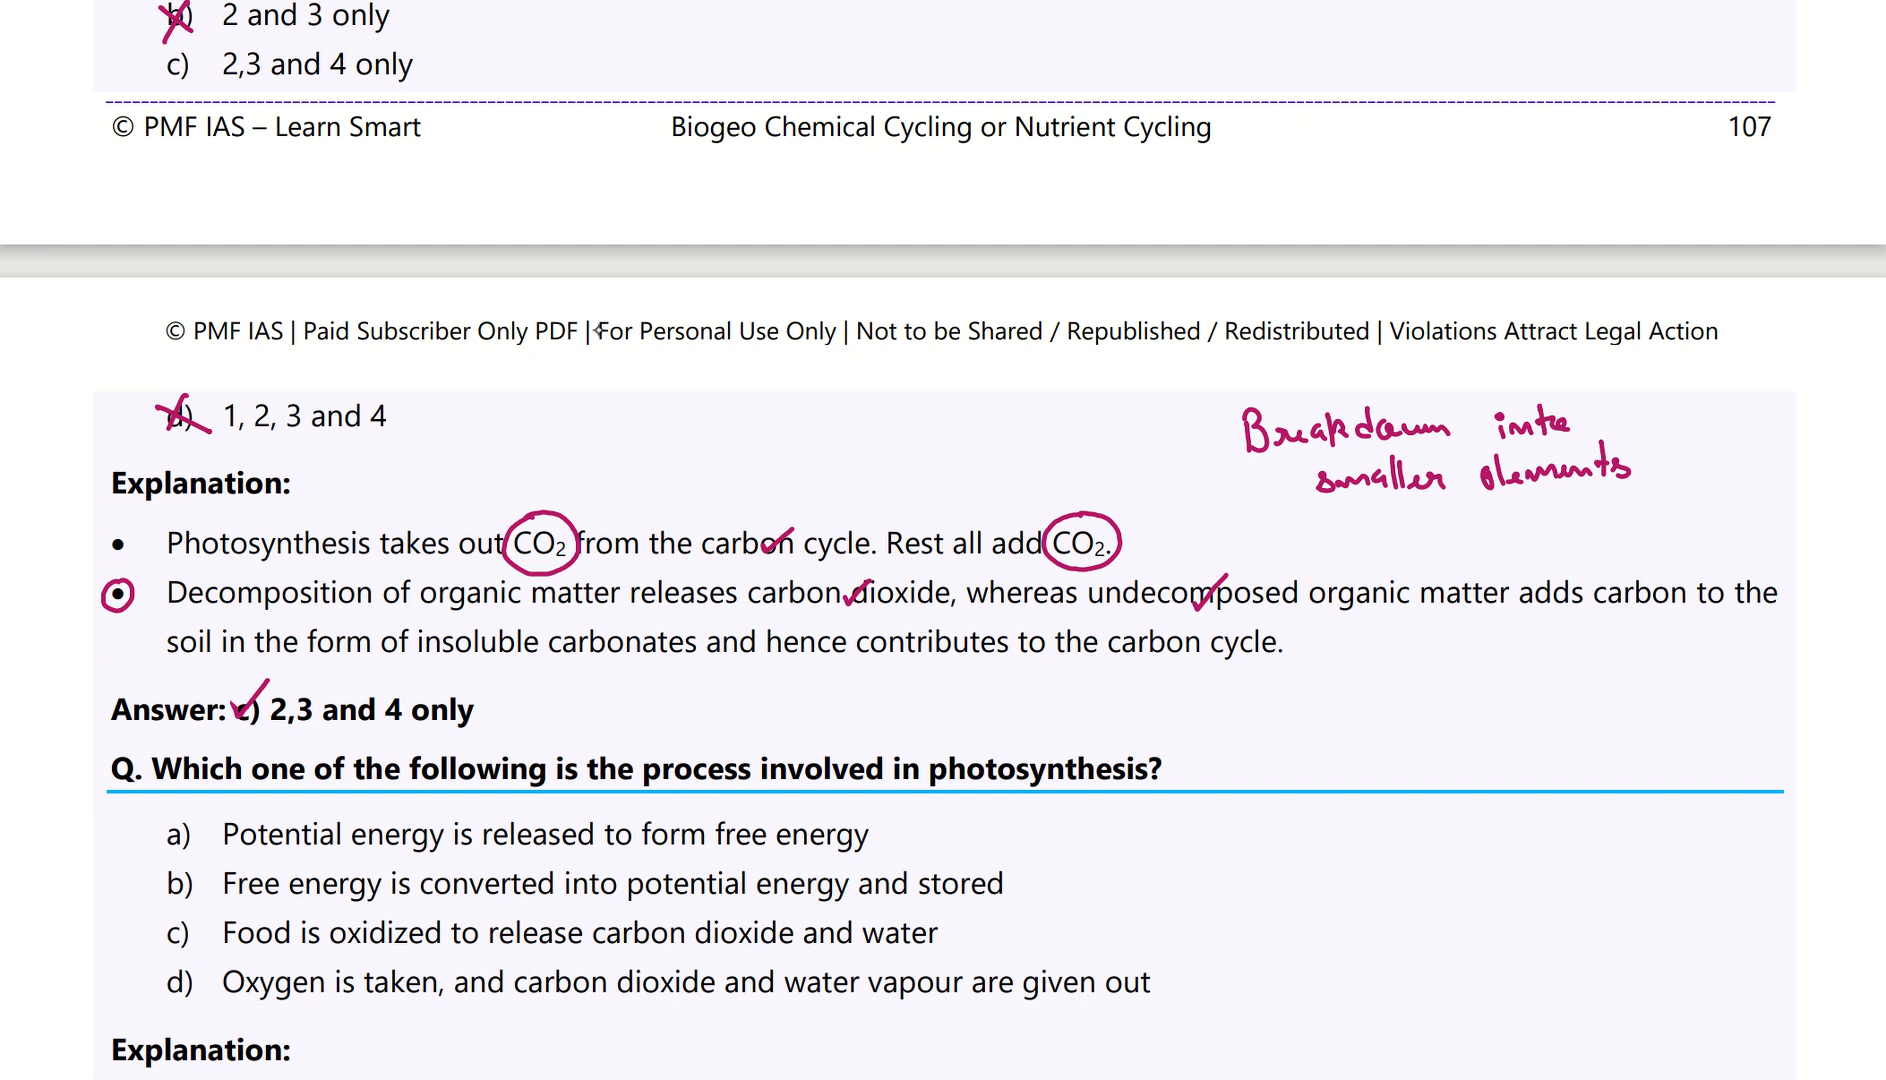 b) 2 and 3 only
c) 2,3 and 4 only
© PMF IAS – Learn Smart Biogeo Chemical Cycling or Nutrient Cycling 107
© PMF IAS | Paid Subscriber Only PDF | For Personal Use Only | Not to be Shared / Republished / Redistributed | Violations Attract Legal Action
d) 1, 2, 3 and 4
Breakdown into
smaller elements
Explanation:
• Photosynthesis takes out CO₂ from the carbon cycle. Rest all add CO₂.
• Decomposition of organic matter releases carbon dioxide, whereas undecomposed organic matter adds carbon to the
soil in the form of insoluble carbonates and hence contributes to the carbon cycle.
Answer: c) 2,3 and 4 only
Q. Which one of the following is the process involved in photosynthesis?
a) Potential energy is released to form free energy
b) Free energy is converted into potential energy and stored
c) Food is oxidized to release carbon dioxide and water
d) Oxygen is taken, and carbon dioxide and water vapour are given out
Explanation: